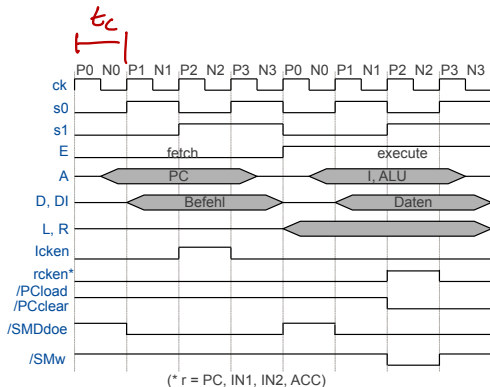 tc
P0 N0 P1 N1 P2 N2 P3 N3 P0 N0 P1 N1 P2 N2 P3 N3
ck
s0
s1
E fetch execute
A PC I, ALU
D, DI Befehl Daten
L, R
Icken
rcken*
/PCload
/PCclear
/SMDdoe
/SMw
(* r = PC, IN1, IN2, ACC)